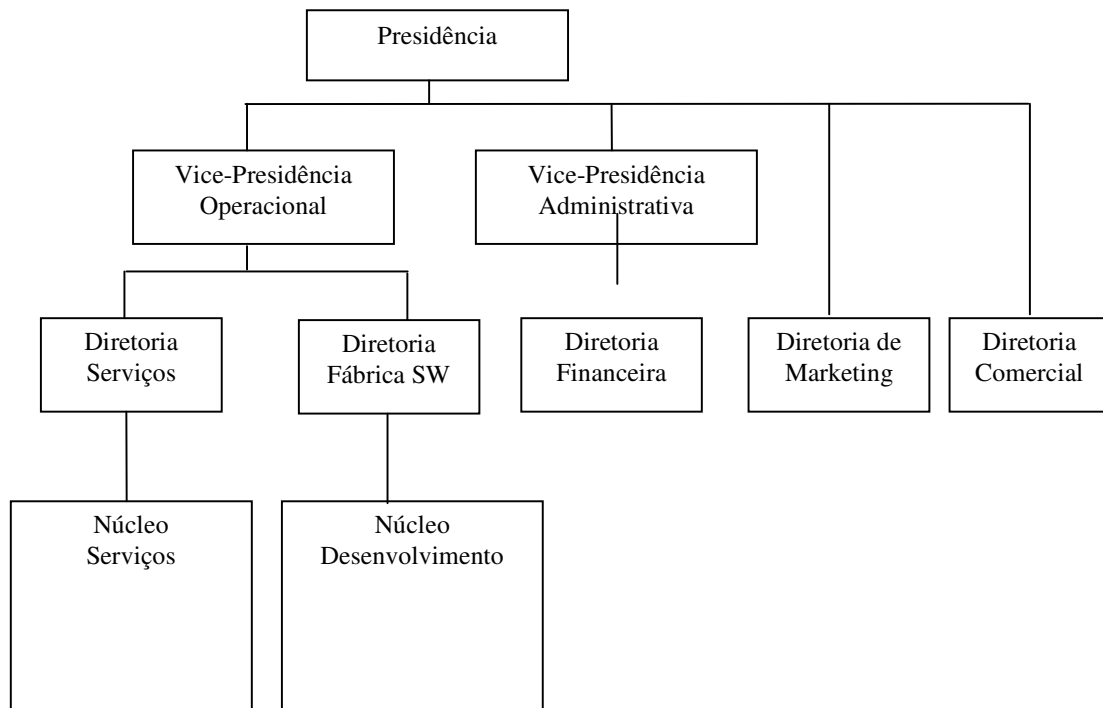 Presidência
Vice-Presidência
Operacional
Vice-Presidência
Administrativa
Diretoria
Serviços
Diretoria
Fábrica SW
Diretoria
Financeira
Diretoria de
Marketing
Diretoria
Comercial
Núcleo
Serviços
Núcleo
Desenvolvimento